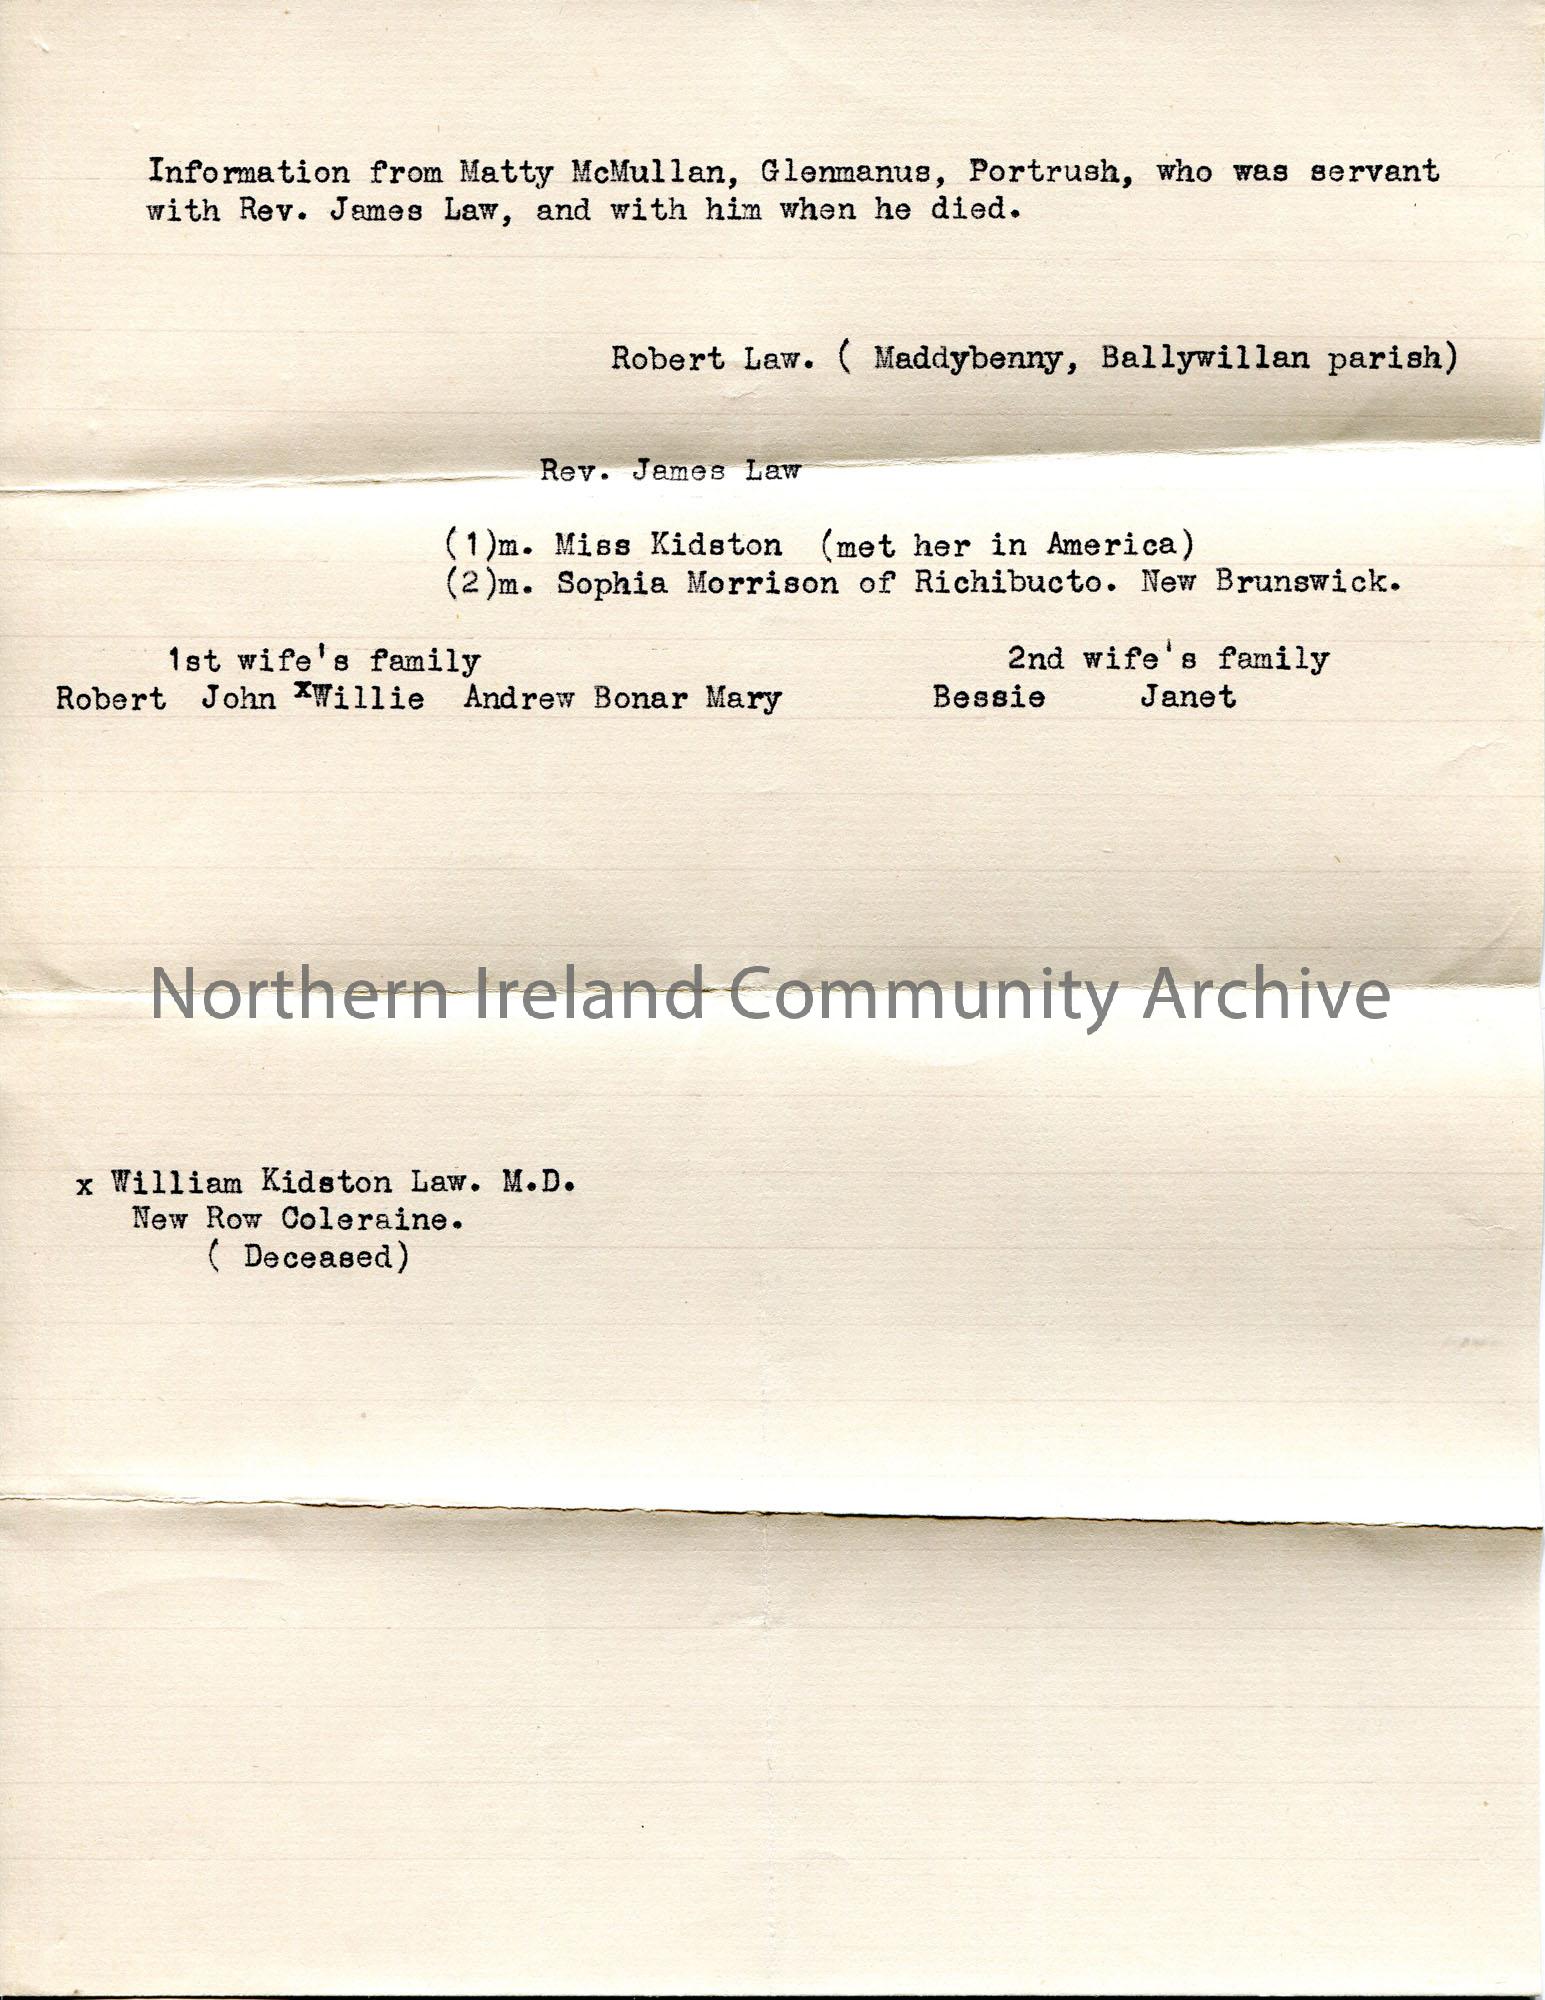 Information from Matty McMullan, Glenmanus, Portrush, who was servant
with Rev. James Law, and with him when he died.
Robert Law. ( Maddybenny, Ballywillan parish)
Rev. James Law
(1)m. Miss Kidston (met her in America)
(2)m. Sophia Morrison of Richibucto. New Brunswick.
1st wife's family 2nd wife's family
Robert John xWillie Andrew Bonar Mary Bessie Janet
Northern Ireland Community Archive
x William Kidston Law. M.D.
New Row Coleraine.
( Deceased)